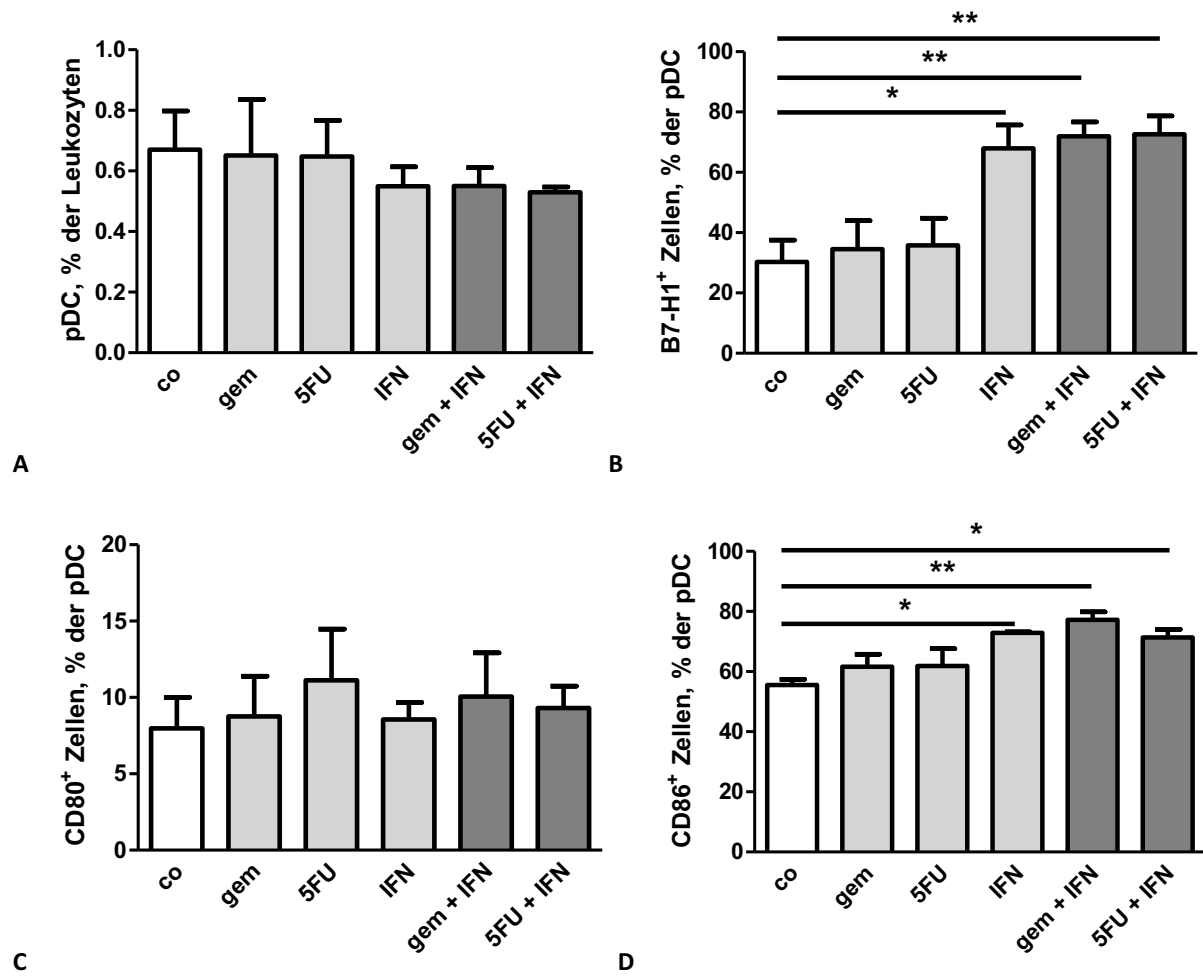 pDC, % der Leukozyten
1.0
0.8
0.6
0.4
0.2
0.0
co
gem
5FU
IFN
gem + IFN
5FU + IFN
A
B7-H1⁺ Zellen, % der pDC
100
80
60
40
20
0
**
**
*
co
gem
5FU
IFN
gem + IFN
5FU + IFN
B
CD80⁺ Zellen, % der pDC
20
15
10
5
0
co
gem
5FU
IFN
gem + IFN
5FU + IFN
C
CD86⁺ Zellen, % der pDC
100
80
60
40
20
0
*
**
*
co
gem
5FU
IFN
gem + IFN
5FU + IFN
D